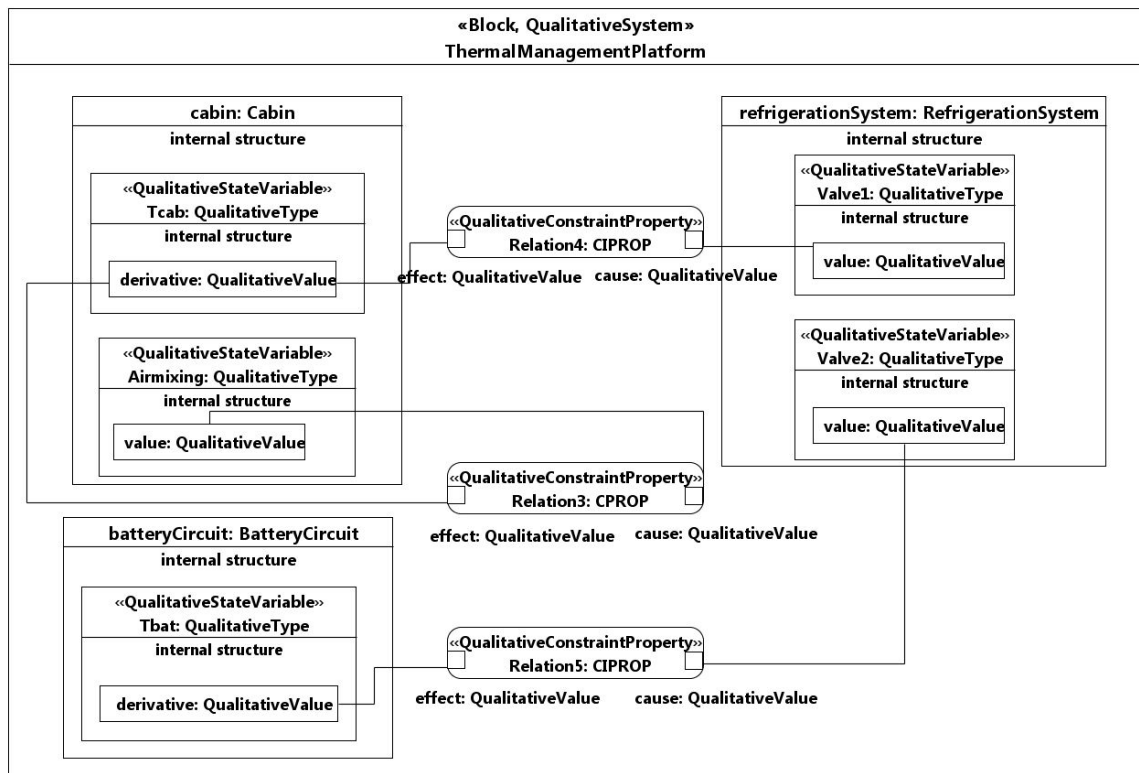 «Block, QualitativeSystem»
ThermalManagementPlatform
cabin: Cabin
internal structure
«QualitativeStateVariable»
Tcab: QualitativeType
internal structure
derivative: QualitativeValue
«QualitativeStateVariable»
Airmixing: QualitativeType
internal structure
value: QualitativeValue
«QualitativeConstraintProperty»
Relation4: CIPROP
effect: QualitativeValue
cause: QualitativeValue
refrigerationSystem: RefrigerationSystem
internal structure
«QualitativeStateVariable»
Valve1: QualitativeType
internal structure
value: QualitativeValue
«QualitativeStateVariable»
Valve2: QualitativeType
internal structure
value: QualitativeValue
«QualitativeConstraintProperty»
Relation3: CPROP
effect: QualitativeValue
cause: QualitativeValue
batteryCircuit: BatteryCircuit
internal structure
«QualitativeStateVariable»
Tbat: QualitativeType
internal structure
derivative: QualitativeValue
«QualitativeConstraintProperty»
Relation5: CIPROP
effect: QualitativeValue
cause: QualitativeValue